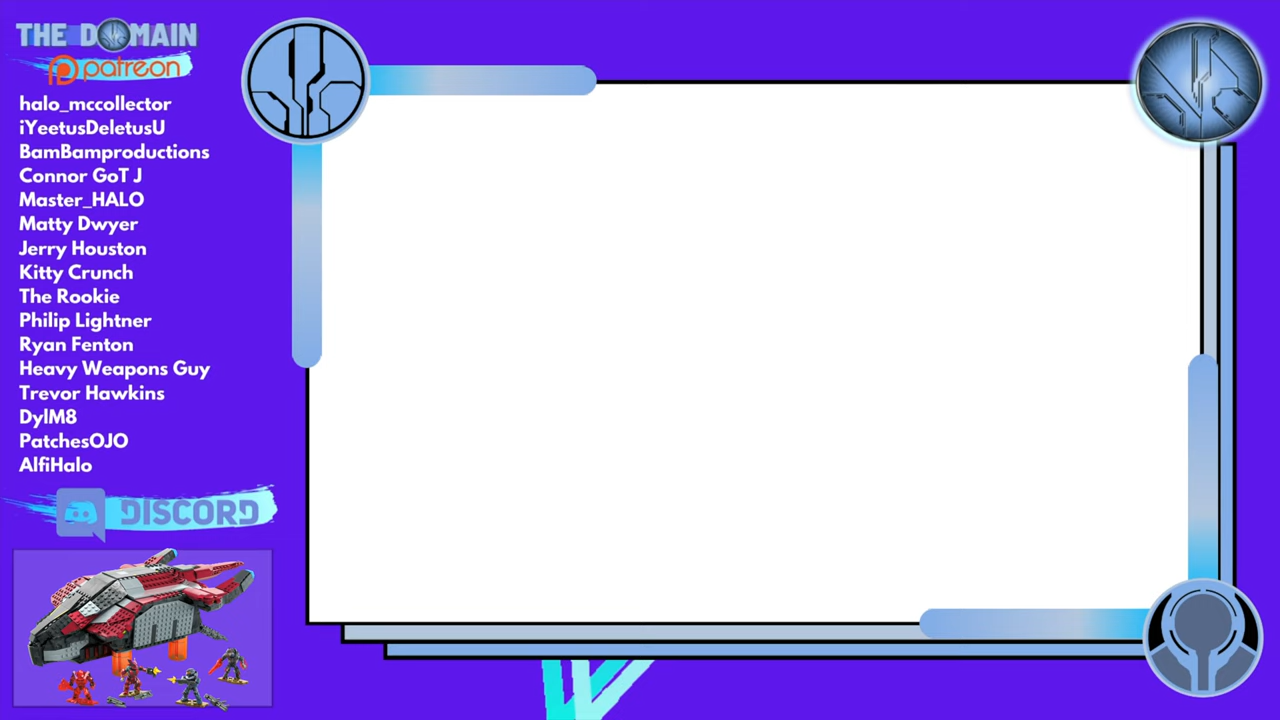 THE DOMAIN
patreon
halo_mccollector
iYeetusDeletusU
BamBamproductions
Connor GoT J
Master_HALO
Matty Dwyer
Jerry Houston
Kitty Crunch
The Rookie
Philip Lightner
Ryan Fenton
Heavy Weapons Guy
Trevor Hawkins
DylM8
PatchesOJO
AlfiHalo
DISCORD